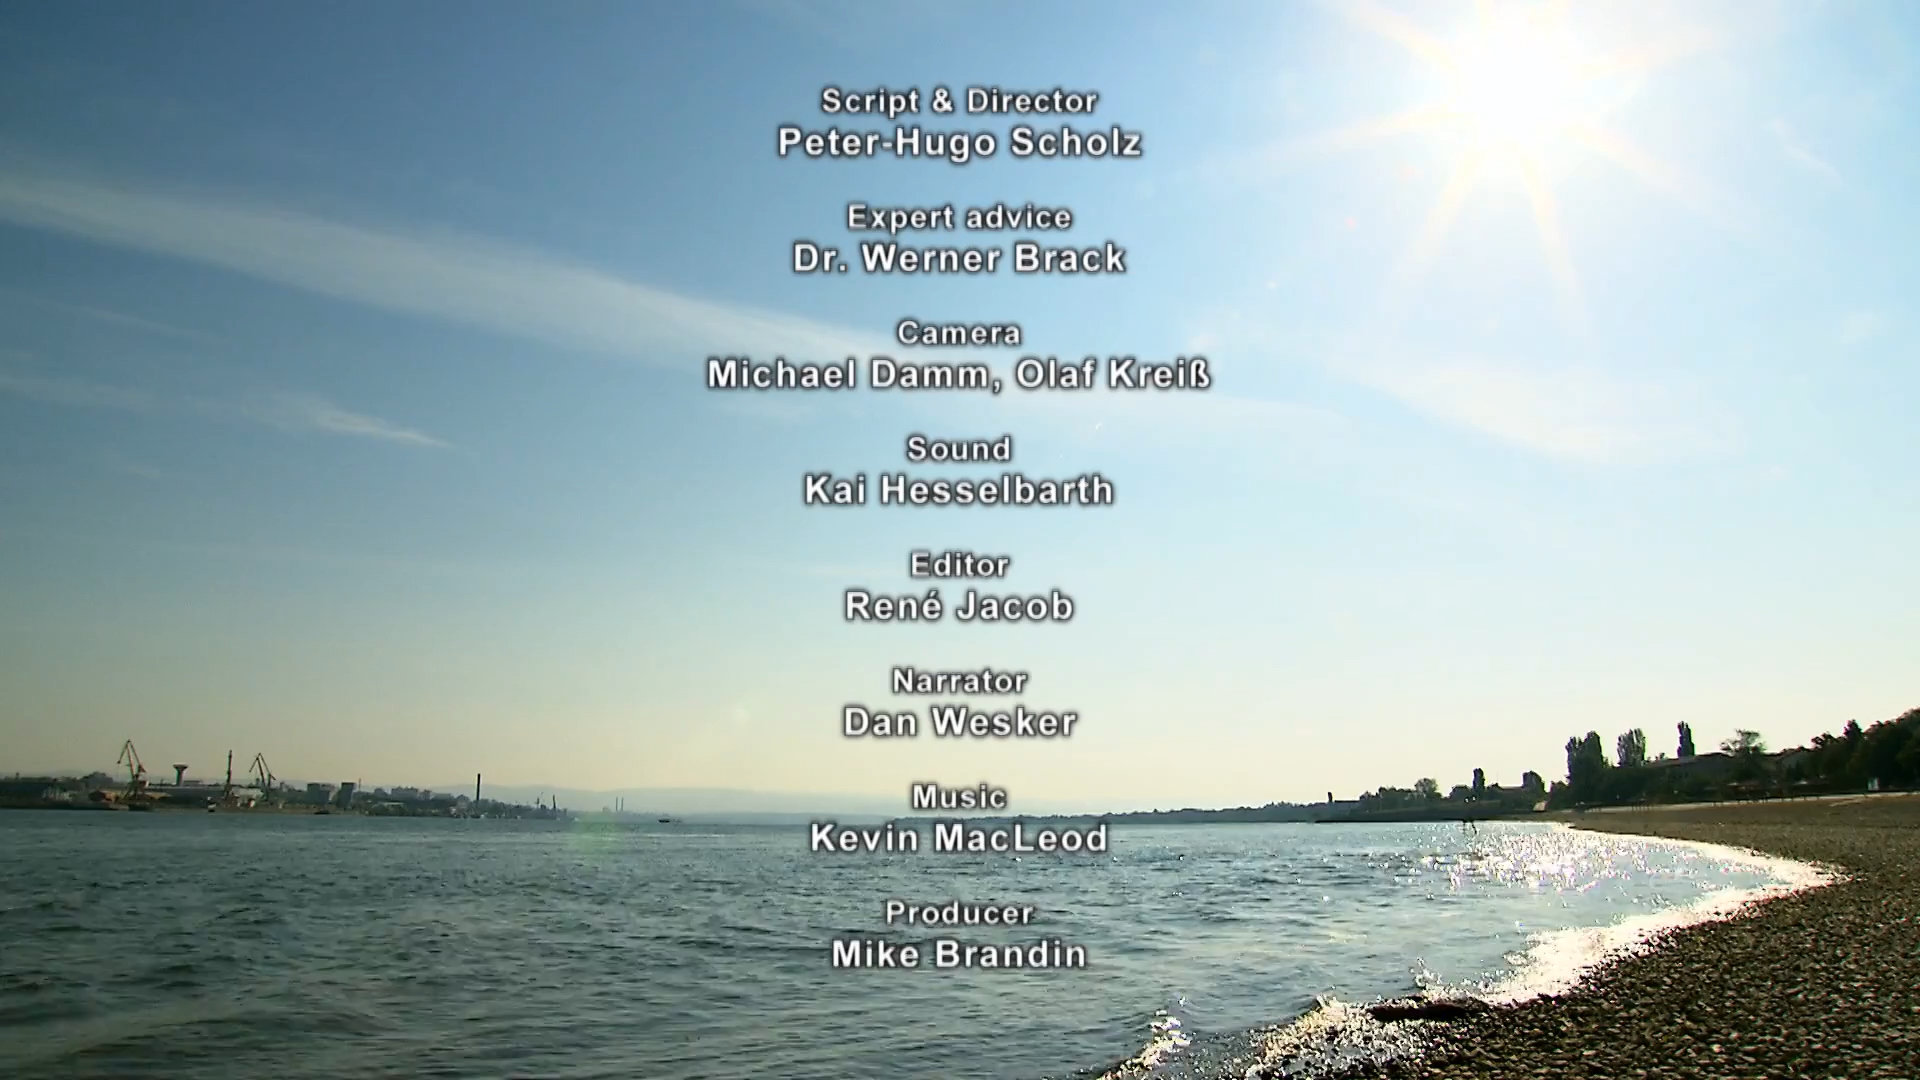 Script & Director
Peter-Hugo Scholz
Expert advice
Dr. Werner Brack
Camera
Michael Damm, Olaf Kreiß
Sound
Kai Hesselbarth
Editor
René Jacob
Narrator
Dan Wesker
Music
Kevin MacLeod
Producer
Mike Brandin